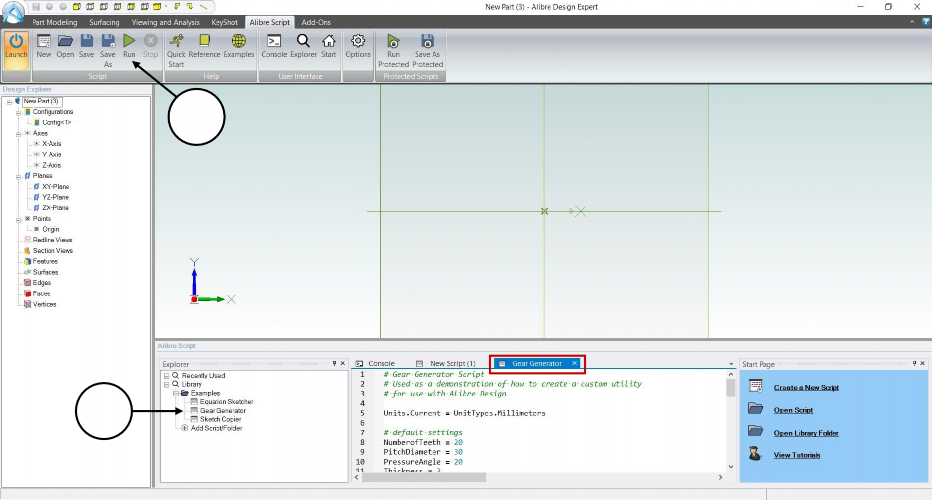 New Part (3) - Alibre Design Expert
Part Modeling Surfacing Viewing and Analysis KeyShot Alibre Script Add-Ons
Launch New Open Save Save As Run Stop Quick Start Reference Examples Console Explorer Start Options Run Protected Save As Protected
Script Help User Interface Protected Scripts
Design Explorer
New Part (3)
Configurations
Config<1>
Axes
X-Axis
Y Axis
Z-Axis
Planes
XY-Plane
YZ-Plane
ZX-Plane
Points
Origin
Redline Views
Section Views
Features
Surfaces
Edges
Faces
Vertices
X
Y
X
Alibre Script
Explorer
Recently Used
Library
Examples
Equation Sketcher
Gear Generator
Sketch Copier
Add Script/Folder
Console New Script (1) Gear Generator
1 # Gear Generator Script
2 # Used as a demonstration of how to create a custom utility
3 # for use with Alibre Design
4
5 Units.Current = UnitTypes.Millimeters
6
7 # default settings
8 NumberofTeeth = 20
9 PitchDiameter = 30
10 PressureAngle = 20
11 Thickness = 3
Start Page
Create a New Script
Open Script
Open Library Folder
View Tutorials